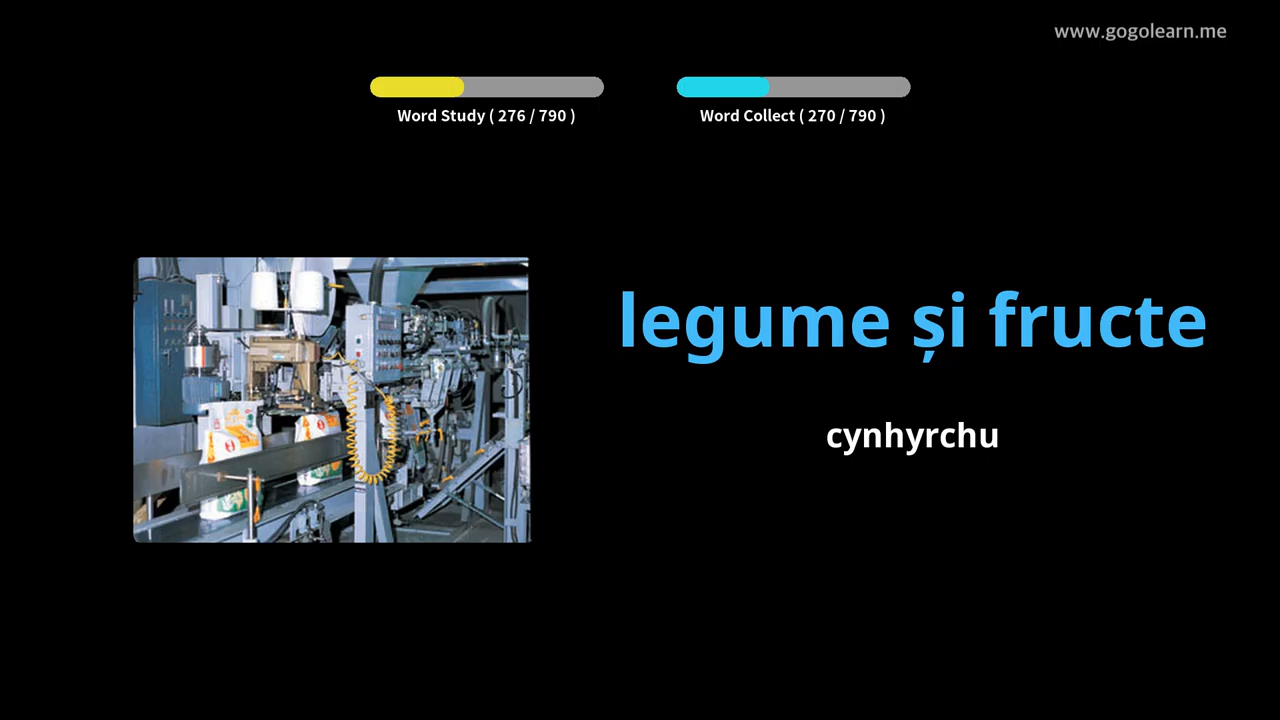 www.gogolearn.me
Word Study ( 276 / 790 )
Word Collect ( 270 / 790 )
legume și fructe
cynhyrchu